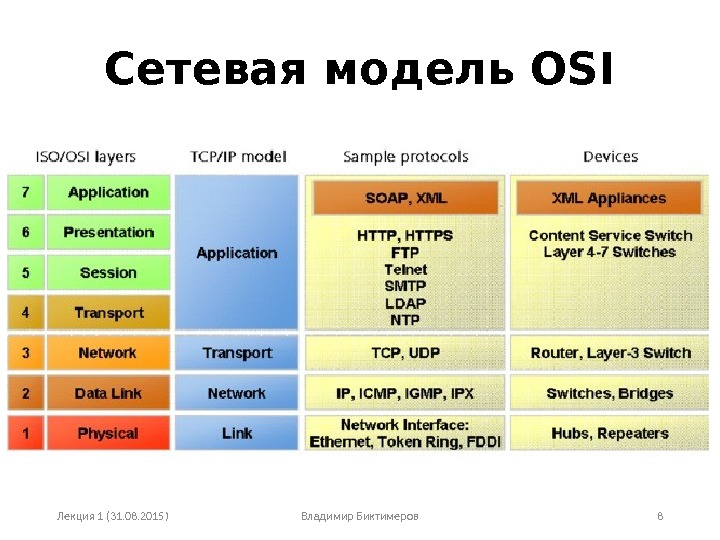 Сетевая модель OSI
ISO/OSI layers TCP/IP model Sample protocols Devices
7 Application
6 Presentation
5 Session
4 Transport
3 Network
2 Data Link
1 Physical
Application
Transport
Network
Link
SOAP, XML
HTTP, HTTPS
FTP
Telnet
SMTP
LDAP
NTP
TCP, UDP
IP, ICMP, IGMP, IPX
Network Interface:
Ethernet, Token Ring, FDDI
XML Appliances
Content Service Switch
Layer 4-7 Switches
Router, Layer-3 Switch
Switches, Bridges
Hubs, Repeaters
Лекция 1 (31.08.2015) Владимир Биктимеров 8